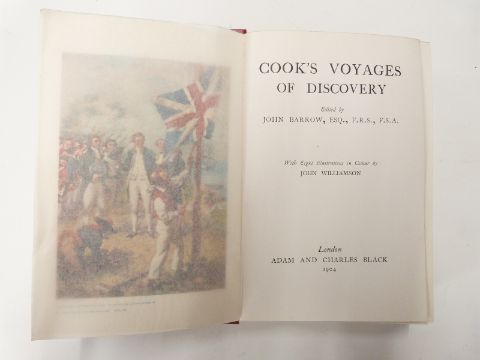 COOK'S VOYAGES
OF DISCOVERY
Edited by
JOHN BARROW, ESQ., F.R.S., F.S.A.
With Eight Illustrations in Colour by
JOHN WILLIAMSON
London
ADAM AND CHARLES BLACK
1904